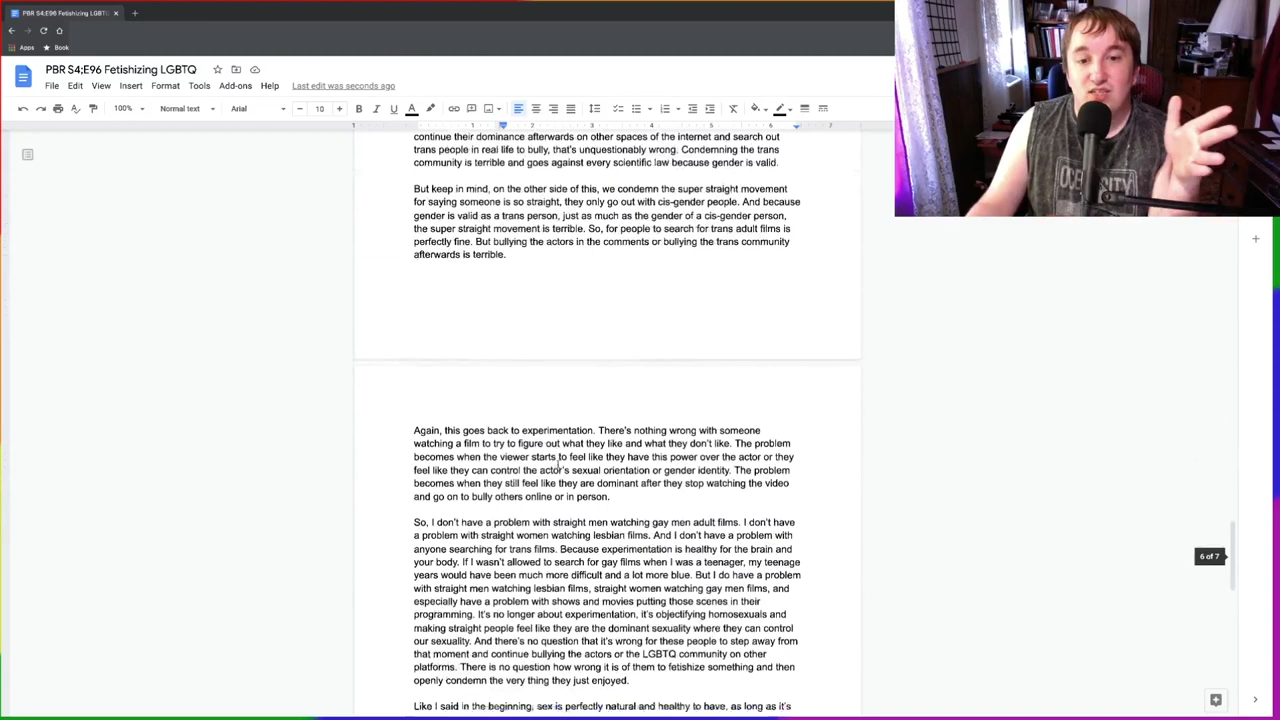 PBR S4;E96 Fetishizing LGBTQ
Apps Book
PBR S4;E96 Fetishizing LGBTQ
File Edit View Insert Format Tools Add-ons Help Last edit was seconds ago
100% Normal text Arial 10 B I U A
1 1 2 3 4 5 6 7
continue their dominance afterwards on other spaces of the internet and search out
trans people in real life to bully, that's unquestionably wrong. Condemning the trans
community is terrible and goes against every scientific law because gender is valid.
But keep in mind, on the other side of this, we condemn the super straight movement
for saying someone is so straight, they only go out with cis-gender people. And because
gender is valid as a trans person, just as much as the gender of a cis-gender person,
the super straight movement is terrible. So, for people to search for trans adult films is
perfectly fine. But bullying the actors in the comments or bullying the trans community
afterwards is terrible.
Again, this goes back to experimentation. There's nothing wrong with someone
watching a film to try to figure out what they like and what they don't like. The problem
becomes when the viewer starts to feel like they have this power over the actor or they
feel like they can control the actor's sexual orientation or gender identity. The problem
becomes when they still feel like they are dominant after they stop watching the video
and go on to bully others online or in person.
So, I don't have a problem with straight men watching gay men adult films. I don't have
a problem with straight women watching lesbian films. And I don't have a problem with
anyone searching for trans films. Because experimentation is healthy for the brain and
your body. If I wasn't allowed to search for gay films when I was a teenager, my teenage
years would have been much more difficult and a lot more blue. But I do have a problem
with straight men watching lesbian films, straight women watching gay men films, and
especially have a problem with shows and movies putting those scenes in their
programming. It's no longer about experimentation, it's objectifying homosexuals and
making straight people feel like they are the dominant sexuality where they can control
our sexuality. And there's no question that it's wrong for these people to step away from
that moment and continue bullying the actors or the LGBTQ community on other
platforms. There is no question how wrong it is of them to fetishize something and then
openly condemn the very thing they just enjoyed.
Like I said in the beginning, sex is perfectly natural and healthy to have, as long as it's
6 of 7